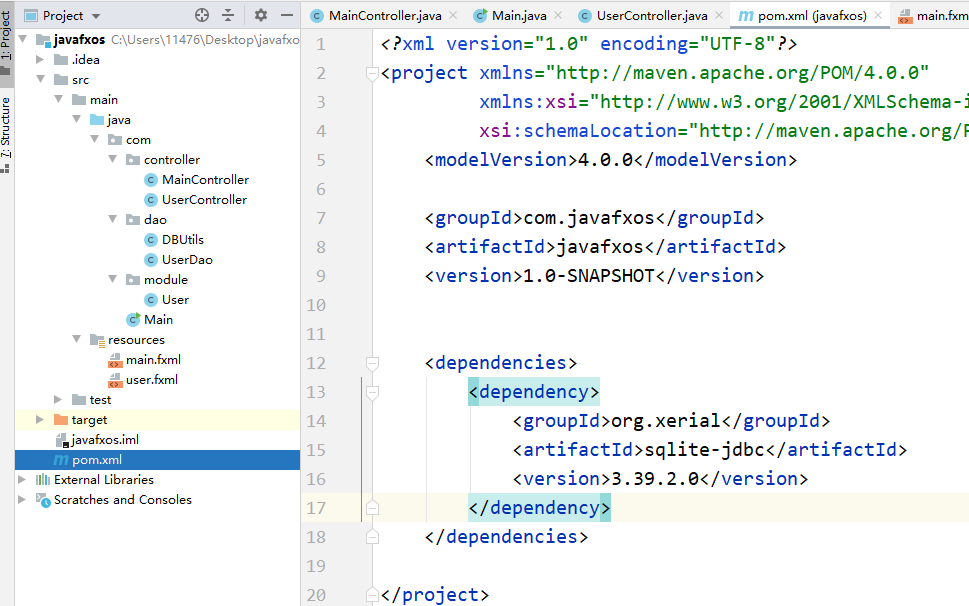 Project
javafxos C:\Users\11476\Desktop\javafxo
.idea
src
main
java
com
controller
MainController
UserController
dao
DBUtils
UserDao
module
User
Main
resources
main.fxml
user.fxml
test
target
javafxos.iml
pom.xml
External Libraries
Scratches and Consoles
1: Project
7: Structure
MainController.java
Main.java
UserController.java
pom.xml (javafxos)
main.fxm
1 <?xml version="1.0" encoding="UTF-8"?>
2 <project xmlns="http://maven.apache.org/POM/4.0.0"
3 xmlns:xsi="http://www.w3.org/2001/XMLSchema-i
4 xsi:schemaLocation="http://maven.apache.org/P
5 <modelVersion>4.0.0</modelVersion>
6
7 <groupId>com.javafxos</groupId>
8 <artifactId>javafxos</artifactId>
9 <version>1.0-SNAPSHOT</version>
10
11
12 <dependencies>
13 <dependency>
14 <groupId>org.xerial</groupId>
15 <artifactId>sqlite-jdbc</artifactId>
16 <version>3.39.2.0</version>
17 </dependency>
18 </dependencies>
19
20 </project>